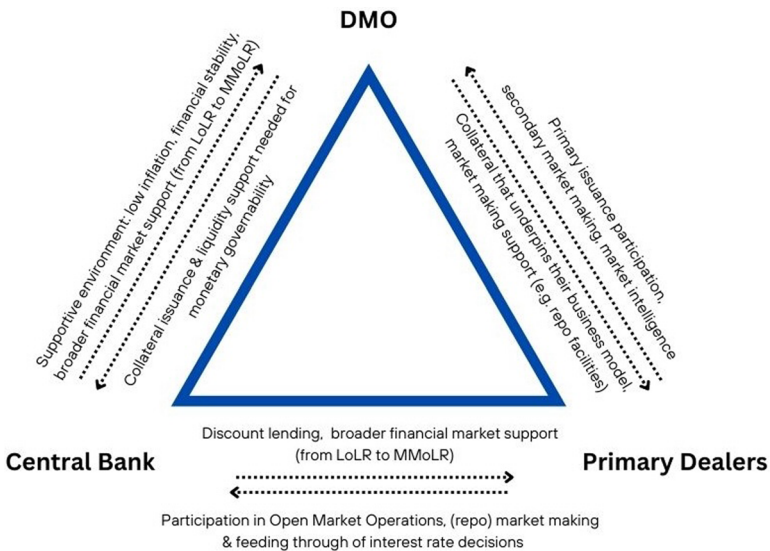 DMO
Supportive environment: low inflation, financial stability,
broader financial market support (from LoLR to MMoLR)
Collateral issuance & liquidity support needed for
monetary governability
Primary issuance participation,
secondary market making, market intelligence
Collateral that underpins their business model,
market making support (e.g. repo facilities)
Discount lending, broader financial market support
(from LoLR to MMoLR)
Central Bank
Primary Dealers
Participation in Open Market Operations, (repo) market making
& feeding through of interest rate decisions